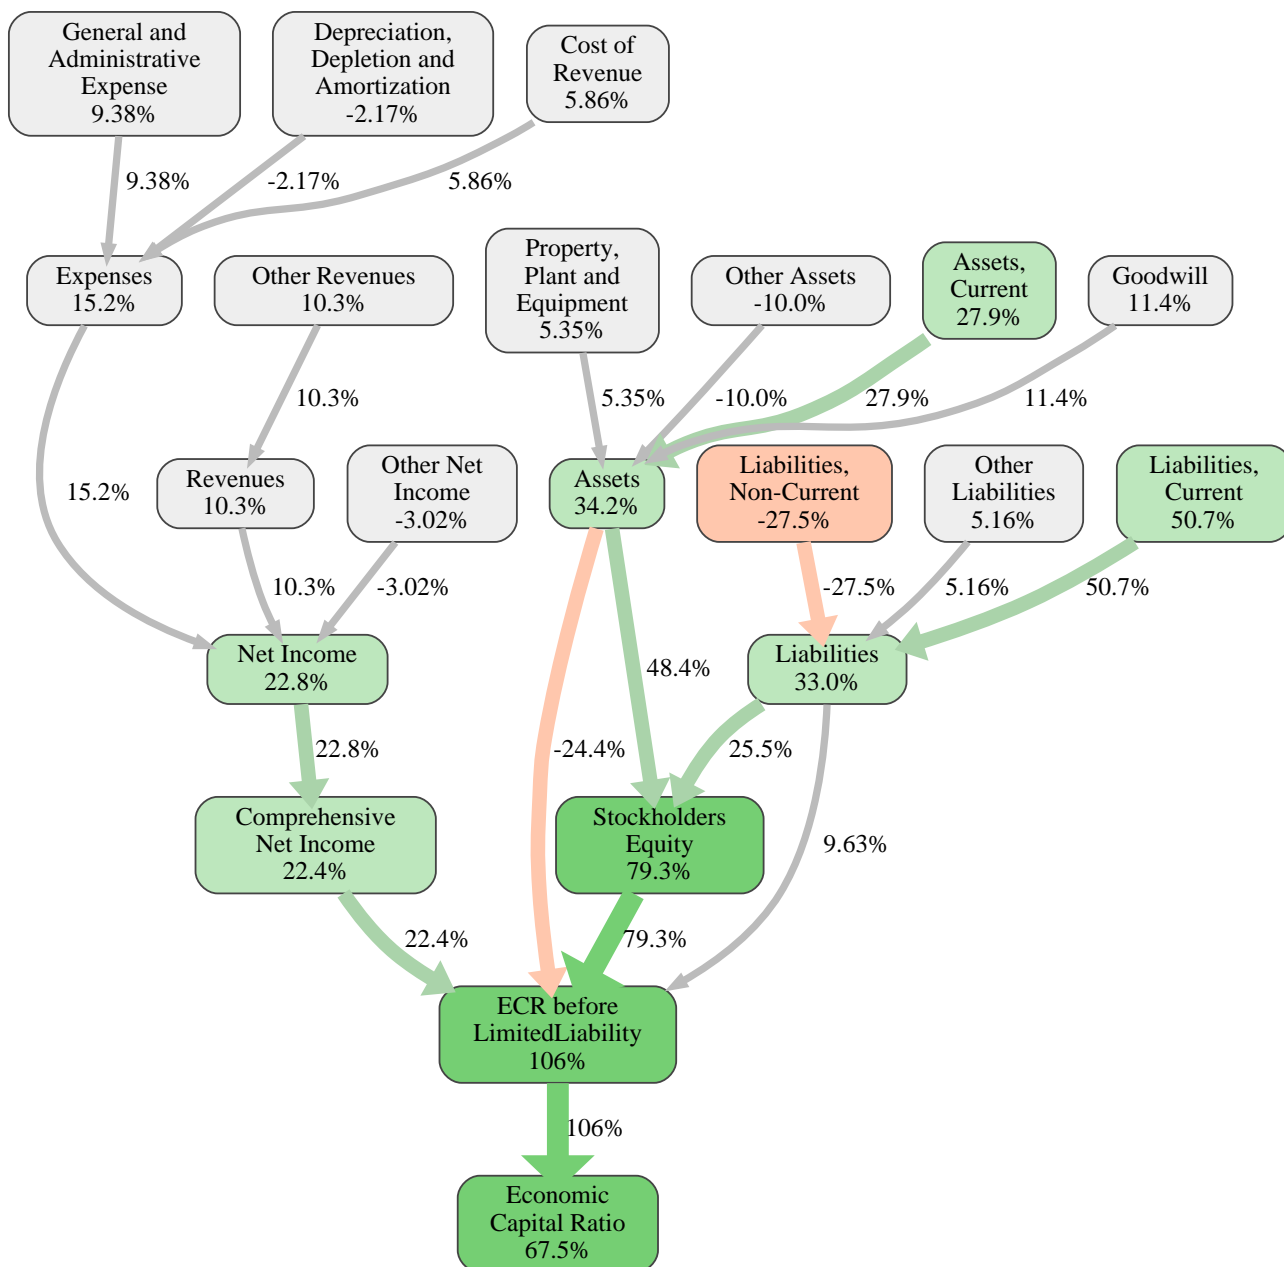 General and
Administrative
Expense
9.38%
Depreciation,
Depletion and
Amortization
-2.17%
Cost of
Revenue
5.86%
9.38%
-2.17%
5.86%
Expenses
15.2%
Other Revenues
10.3%
Property,
Plant and
Equipment
5.35%
Other Assets
-10.0%
Assets,
Current
27.9%
Goodwill
11.4%
10.3%
5.35%
-10.0%
27.9%
11.4%
15.2%
Revenues
10.3%
Other Net
Income
-3.02%
Assets
34.2%
Liabilities,
Non-Current
-27.5%
Other
Liabilities
5.16%
Liabilities,
Current
50.7%
10.3%
-3.02%
-27.5%
5.16%
50.7%
Net Income
22.8%
48.4%
Liabilities
33.0%
22.8%
-24.4%
25.5%
Comprehensive
Net Income
22.4%
Stockholders
Equity
79.3%
9.63%
22.4%
79.3%
ECR before
LimitedLiability
106%
106%
Economic
Capital Ratio
67.5%